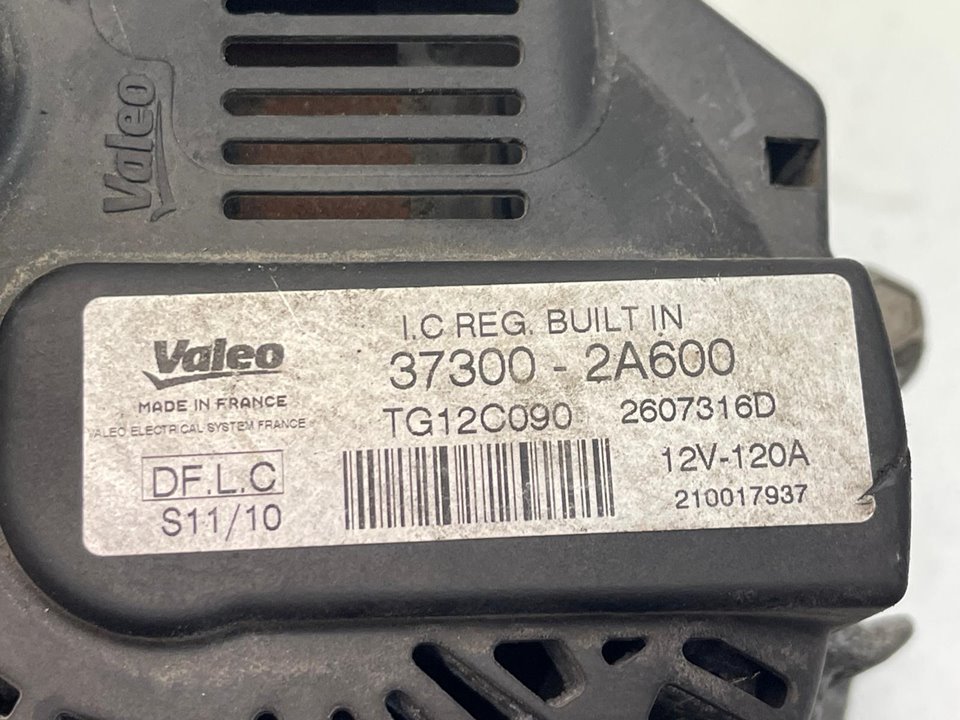 Valeo
I.C REG. BUILT IN
Valeo
37300 - 2A600
MADE IN FRANCE
TG12C090 2607316D
ALEO ELECTRICAL SYSTEM FRANCE
12V-120A
DF.L.C
210017937
S11/10